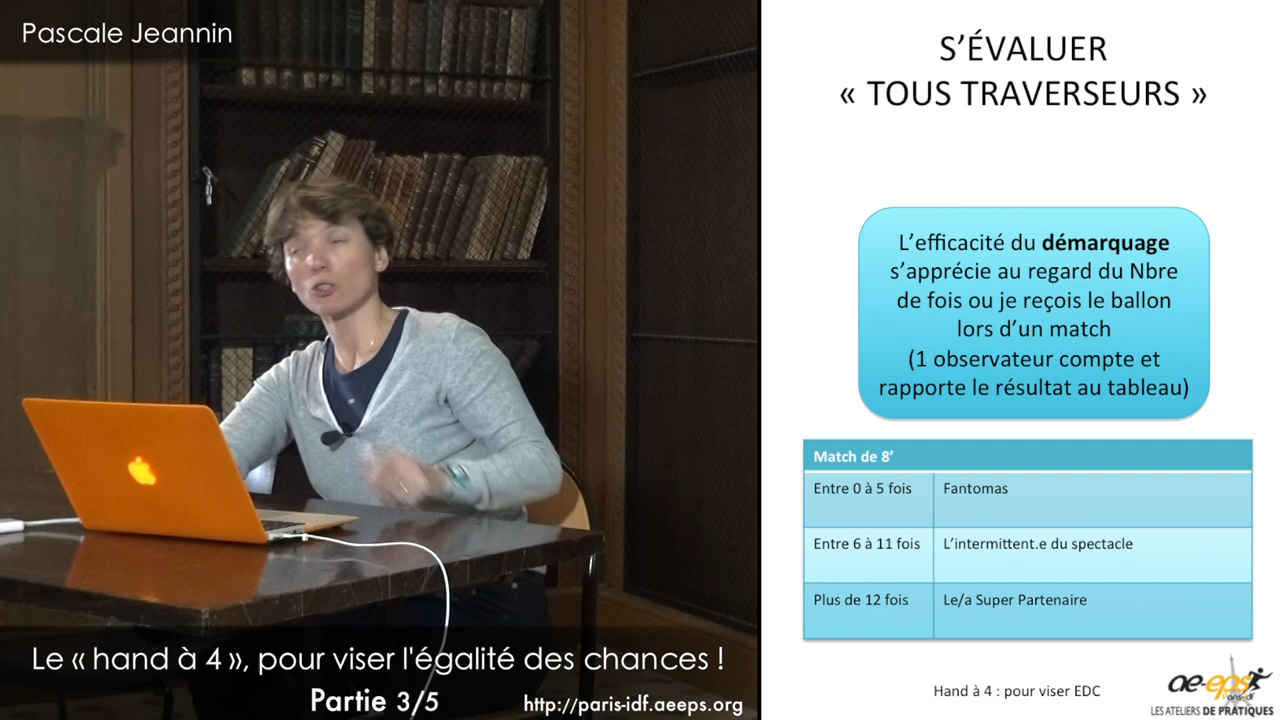 Pascale Jeannin
S'ÉVALUER
« TOUS TRAVERSEURS »
L'efficacité du démarquage
s'apprécie au regard du Nbre
de fois ou je reçois le ballon
lors d'un match
(1 observateur compte et
rapporte le résultat au tableau)
Match de 8'
Entre 0 à 5 fois Fantomas
Entre 6 à 11 fois L'intermittent.e du spectacle
Plus de 12 fois Le/a Super Partenaire
Le « hand à 4 », pour viser l'égalité des chances !
Partie 3/5 http://paris-idf.aeeps.org
Hand à 4 : pour viser EDC
ae-eps
Paris-idf
LES ATELIERS DE PRATIQUES